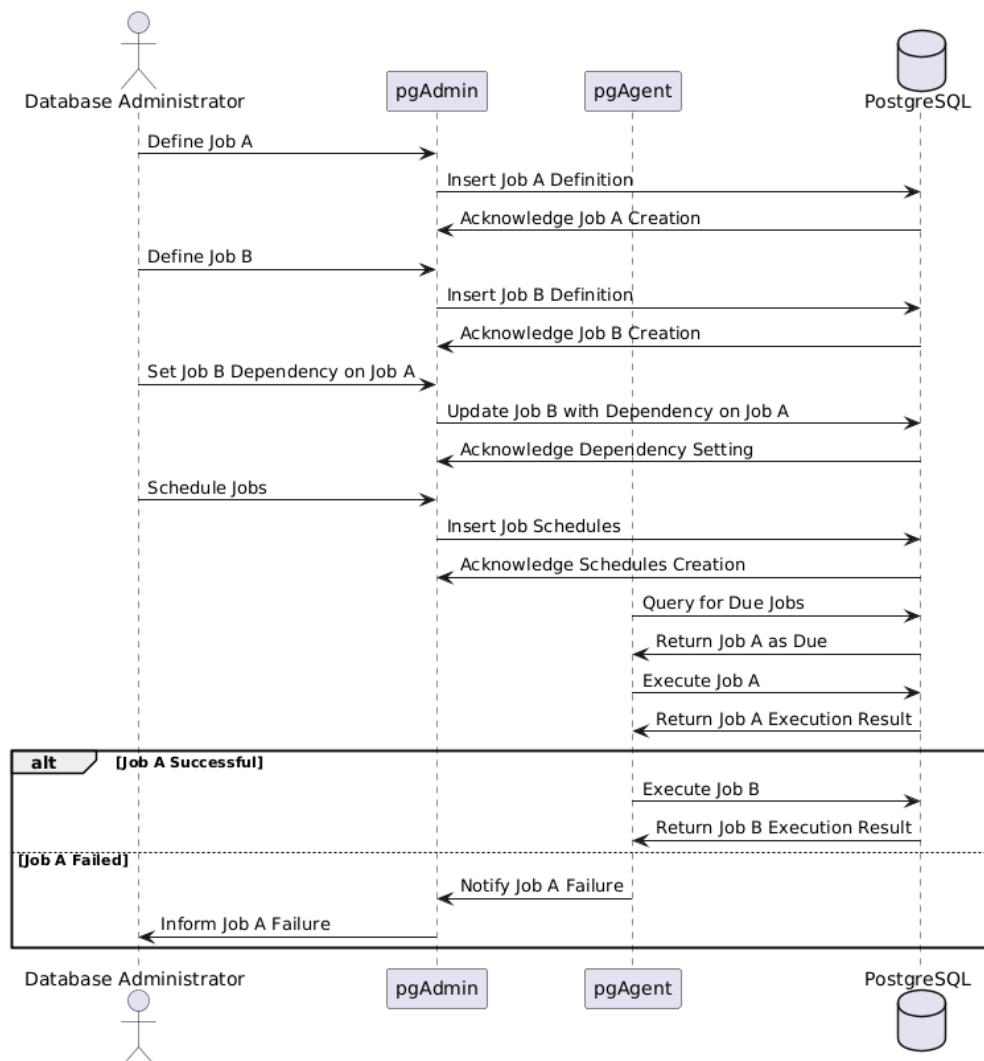 Database Administrator
pgAdmin
pgAgent
PostgreSQL
Define Job A
Insert Job A Definition
Acknowledge Job A Creation
Define Job B
Insert Job B Definition
Acknowledge Job B Creation
Set Job B Dependency on Job A
Update Job B with Dependency on Job A
Acknowledge Dependency Setting
Schedule Jobs
Insert Job Schedules
Acknowledge Schedules Creation
Query for Due Jobs
Return Job A as Due
Execute Job A
Return Job A Execution Result
alt [Job A Successful]
Execute Job B
Return Job B Execution Result
[Job A Failed]
Notify Job A Failure
Inform Job A Failure
Database Administrator
pgAdmin
pgAgent
PostgreSQL